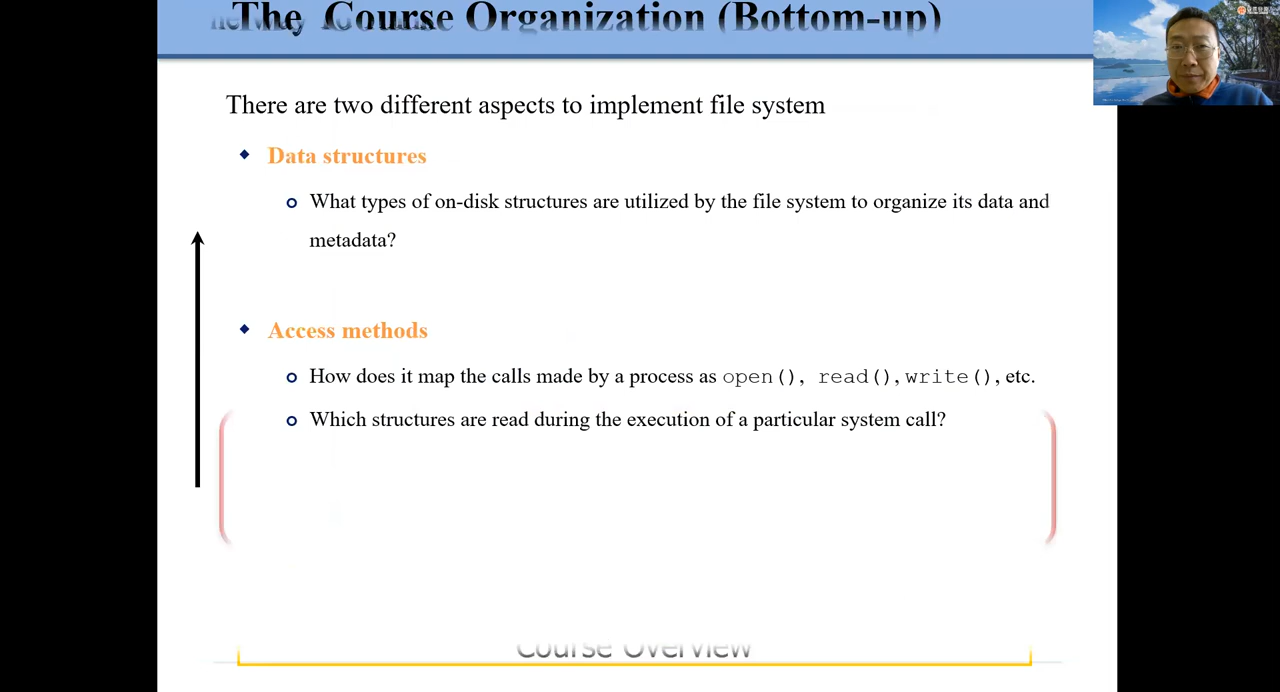 The Course Organization (Bottom-up)
There are two different aspects to implement file system
Data structures
What types of on-disk structures are utilized by the file system to organize its data and
metadata?
Access methods
How does it map the calls made by a process as open(), read(), write(), etc.
Which structures are read during the execution of a particular system call?
Course Overview